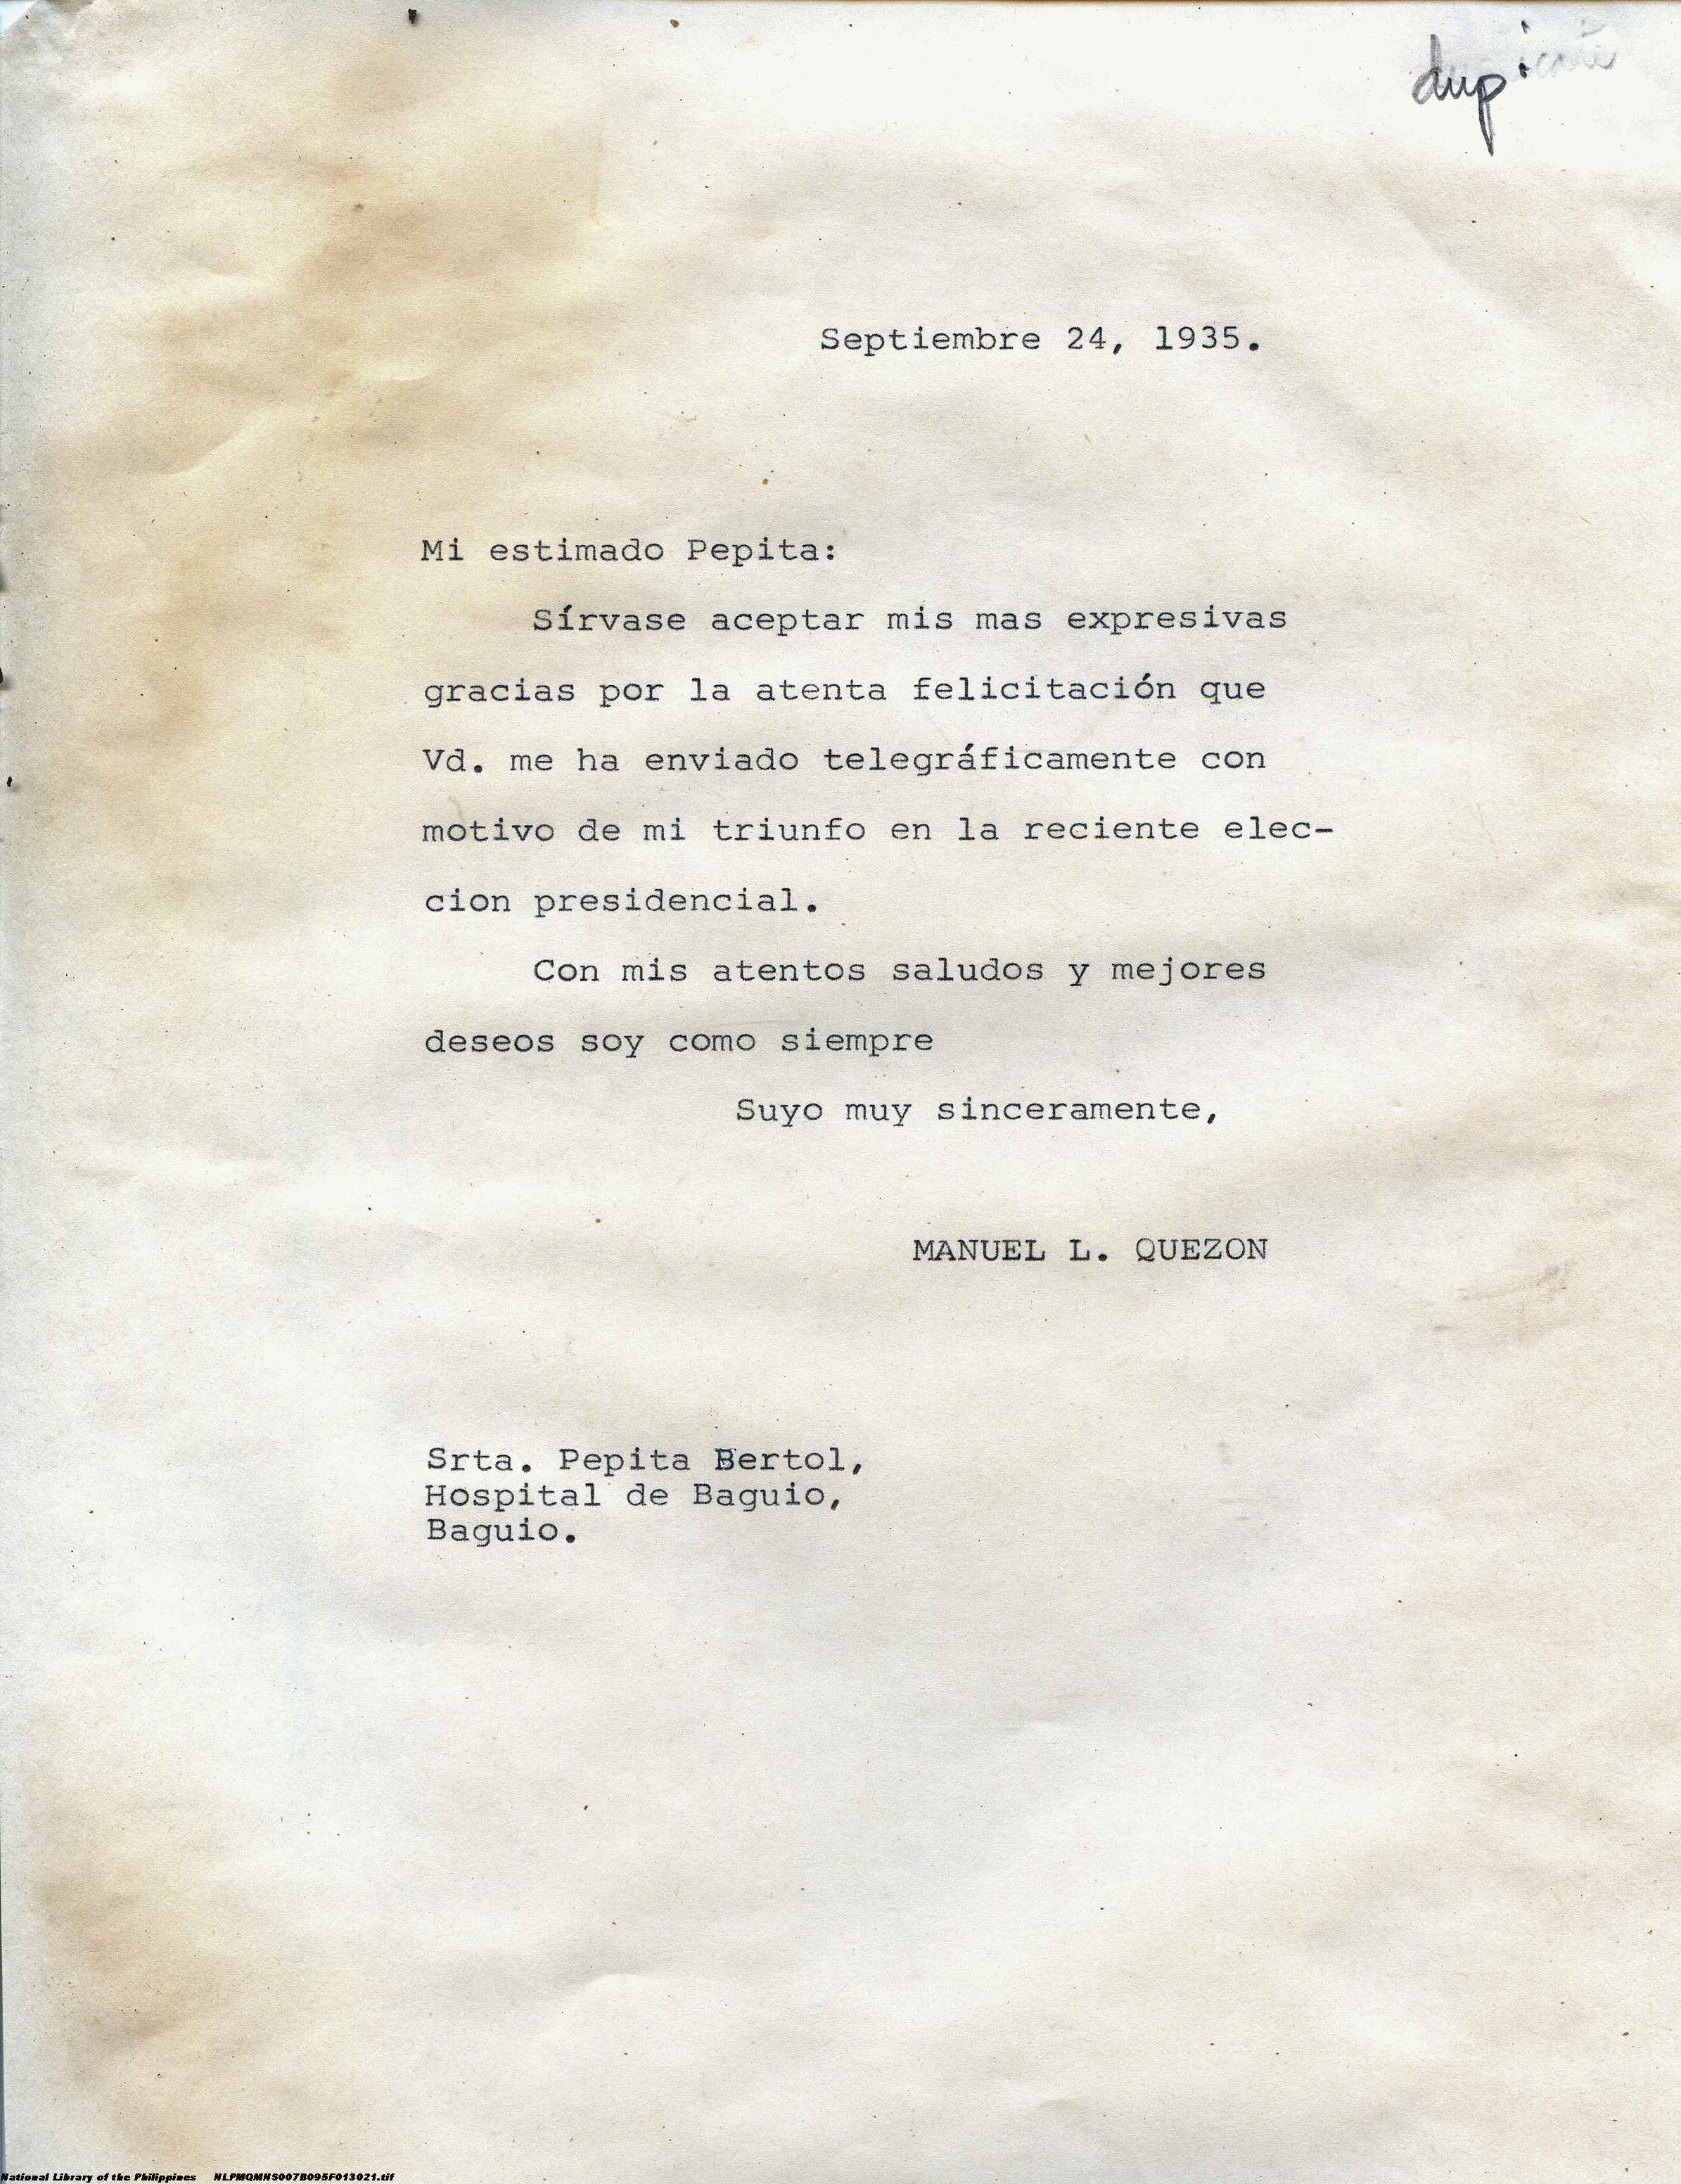 dup
Septiembre 24, 1935.
Mi estimado Pepita:
Sírvase aceptar mis mas expresivas
gracias por la atenta felicitación que
Vd. me ha enviado telegráficamente con
motivo de mi triunfo en la reciente elec-
cion presidencial.
Con mis atentos saludos y mejores
deseos soy como siempre
Suyo muy sinceramente,
MANUEL L. QUEZON
Srta. Pepita Bertol,
Hospital de Baguio,
Baguio.
National Library of the Philippines NLPMQMNS007B095F013021.tif